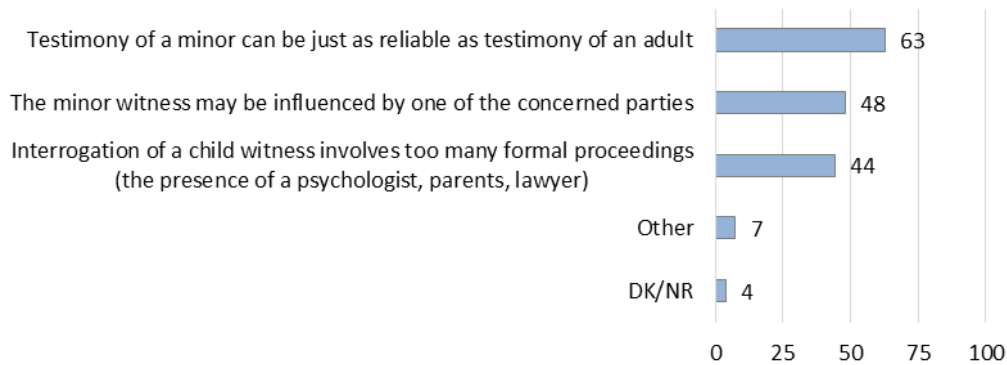 Testimony of a minor can be just as reliable as testimony of an adult 63
The minor witness may be influenced by one of the concerned parties 48
Interrogation of a child witness involves too many formal proceedings
(the presence of a psychologist, parents, lawyer) 44
Other 7
DK/NR 4
0 25 50 75 100